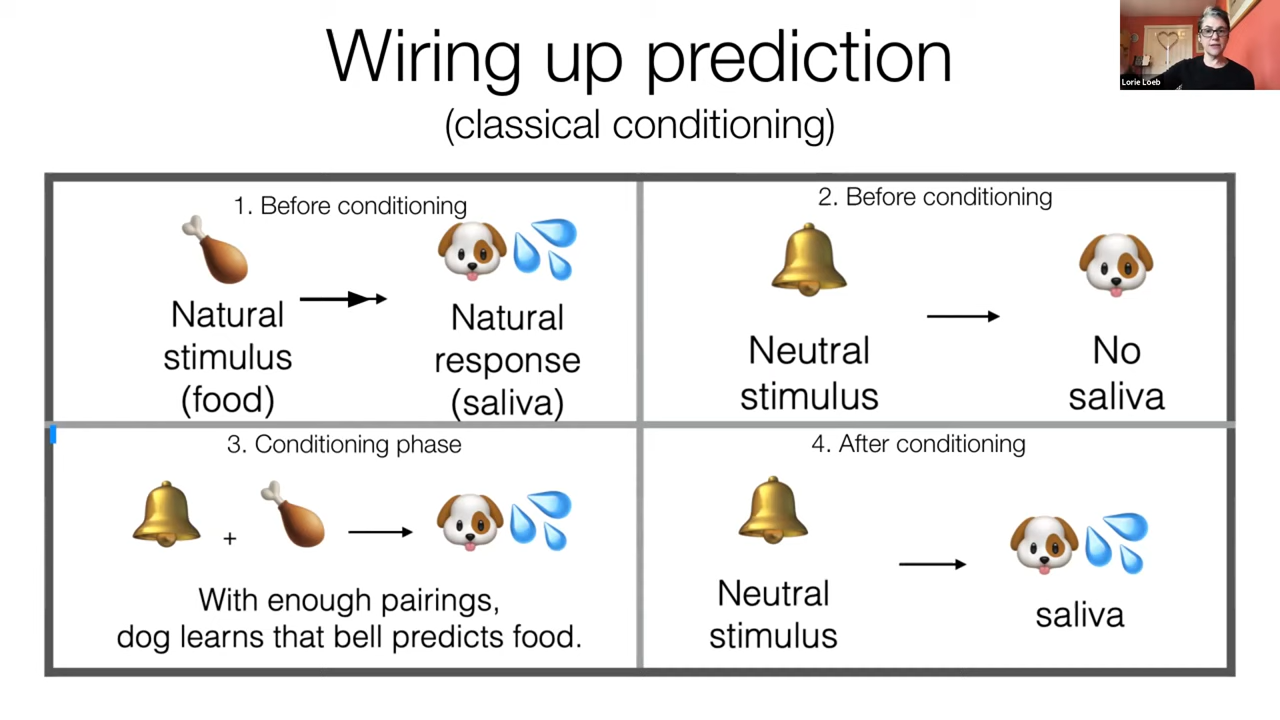 Wiring up prediction
(classical conditioning)
Lorie Loeb
1. Before conditioning
Natural
stimulus
(food)
Natural
response
(saliva)
2. Before conditioning
Neutral
stimulus
No
saliva
3. Conditioning phase
+
With enough pairings,
dog learns that bell predicts food.
4. After conditioning
Neutral
stimulus
saliva